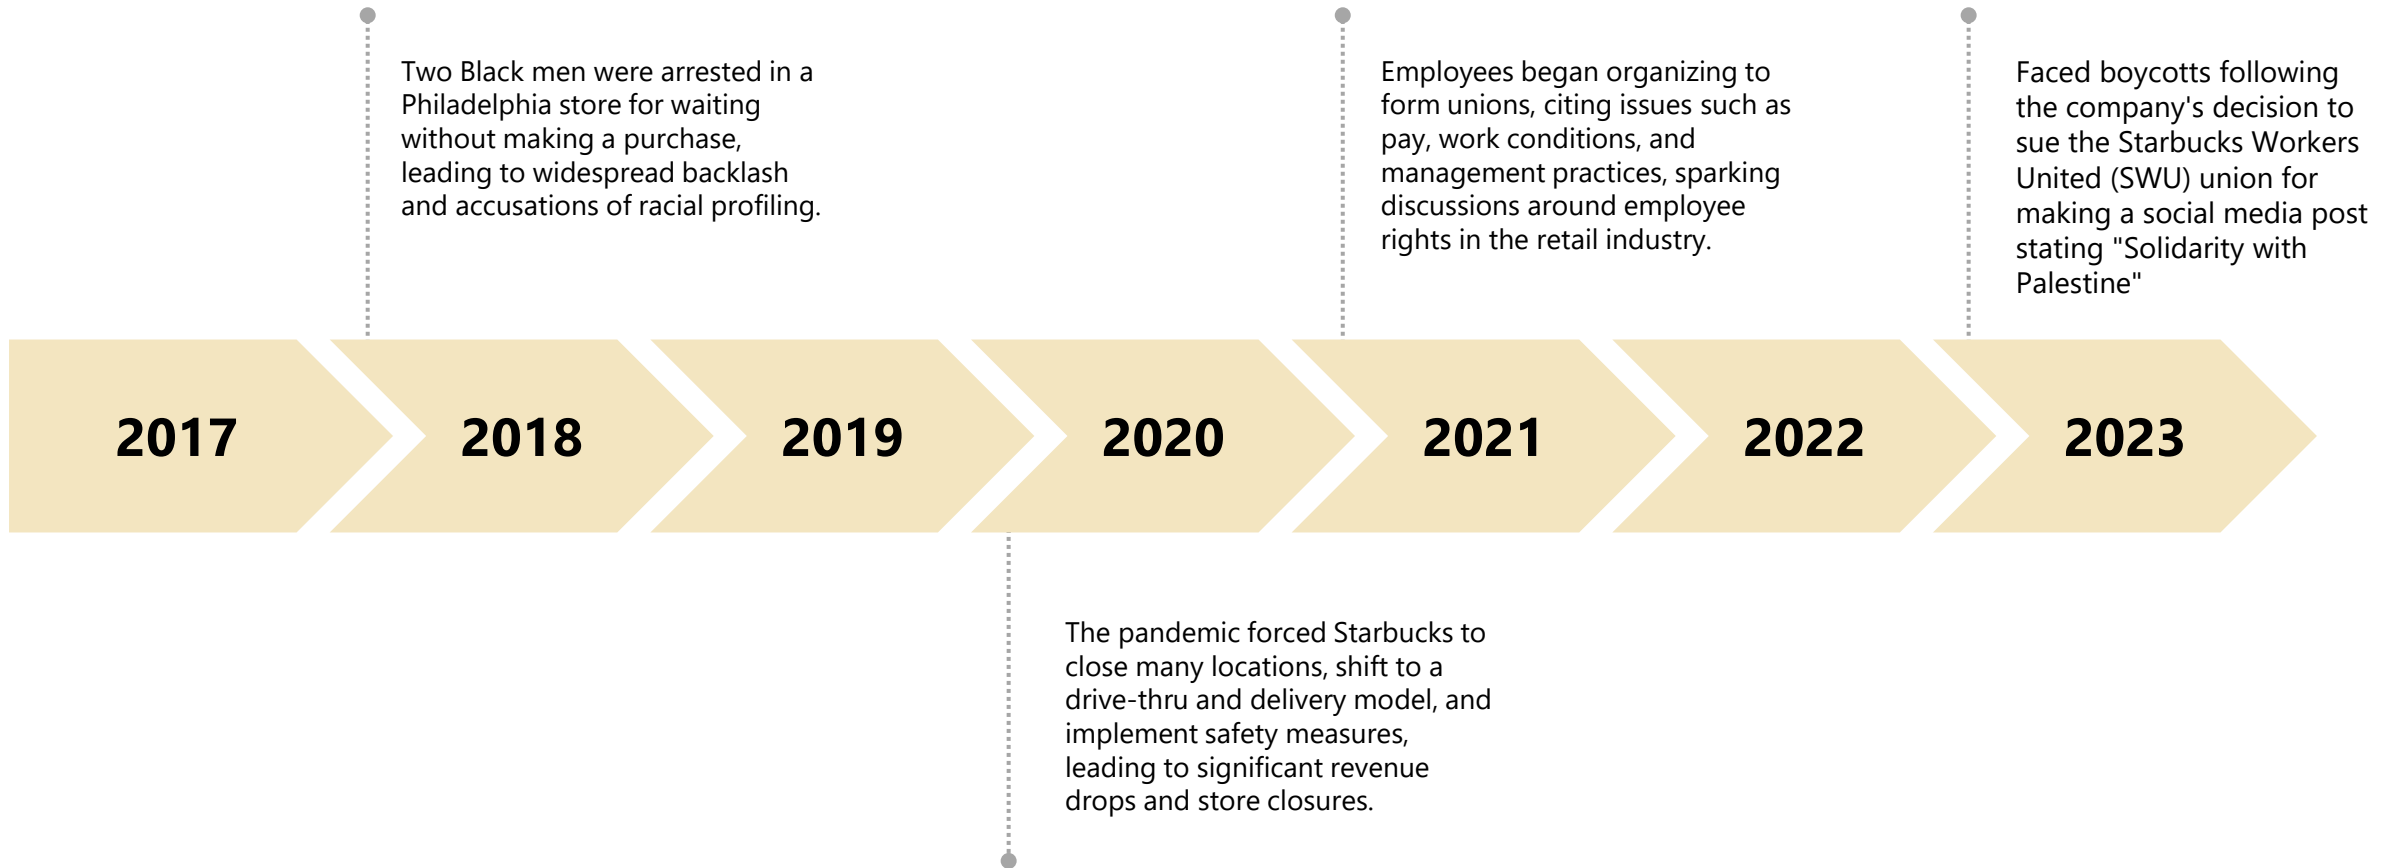 Two Black men were arrested in a
Philadelphia store for waiting
without making a purchase,
leading to widespread backlash
and accusations of racial profiling.
Employees began organizing to
form unions, citing issues such as
pay, work conditions, and
management practices, sparking
discussions around employee
rights in the retail industry.
Faced boycotts following
the company's decision to
sue the Starbucks Workers
United (SWU) union for
making a social media post
stating "Solidarity with
Palestine"
2017
2018
2019
2020
2021
2022
2023
The pandemic forced Starbucks to
close many locations, shift to a
drive-thru and delivery model, and
implement safety measures,
leading to significant revenue
drops and store closures.